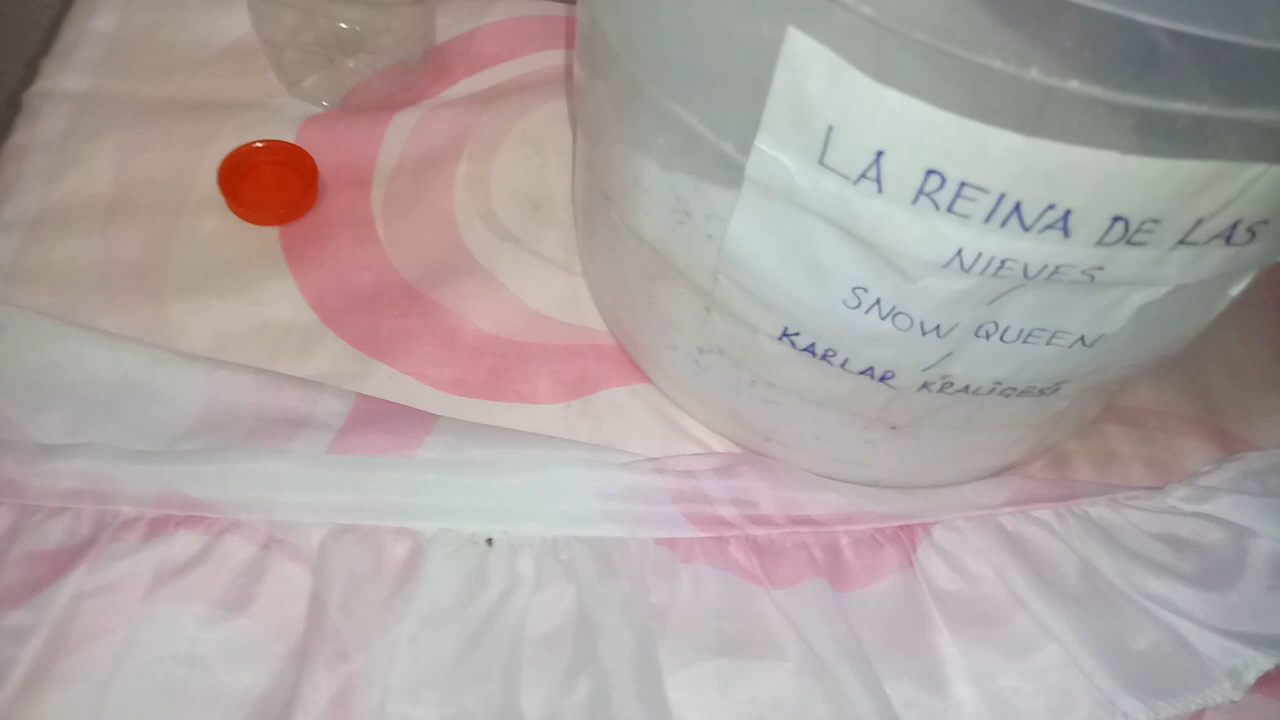 LA REINA DE LAS
NIEVES
/
SNOW QUEEN
/
KARLAR KRALİÇESİ